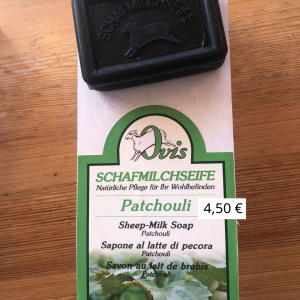 SCHAFMILCHSEIFE
Ovis
SCHAFMILCHSEIFE
Natürliche Pflege für Ihr Wohlbefinden
Patchouli
4,50 €
Sheep-Milk Soap
Patchouli
Sapone al latte di pecora
Patchouli
Savon au lait de brebis
Patchouli